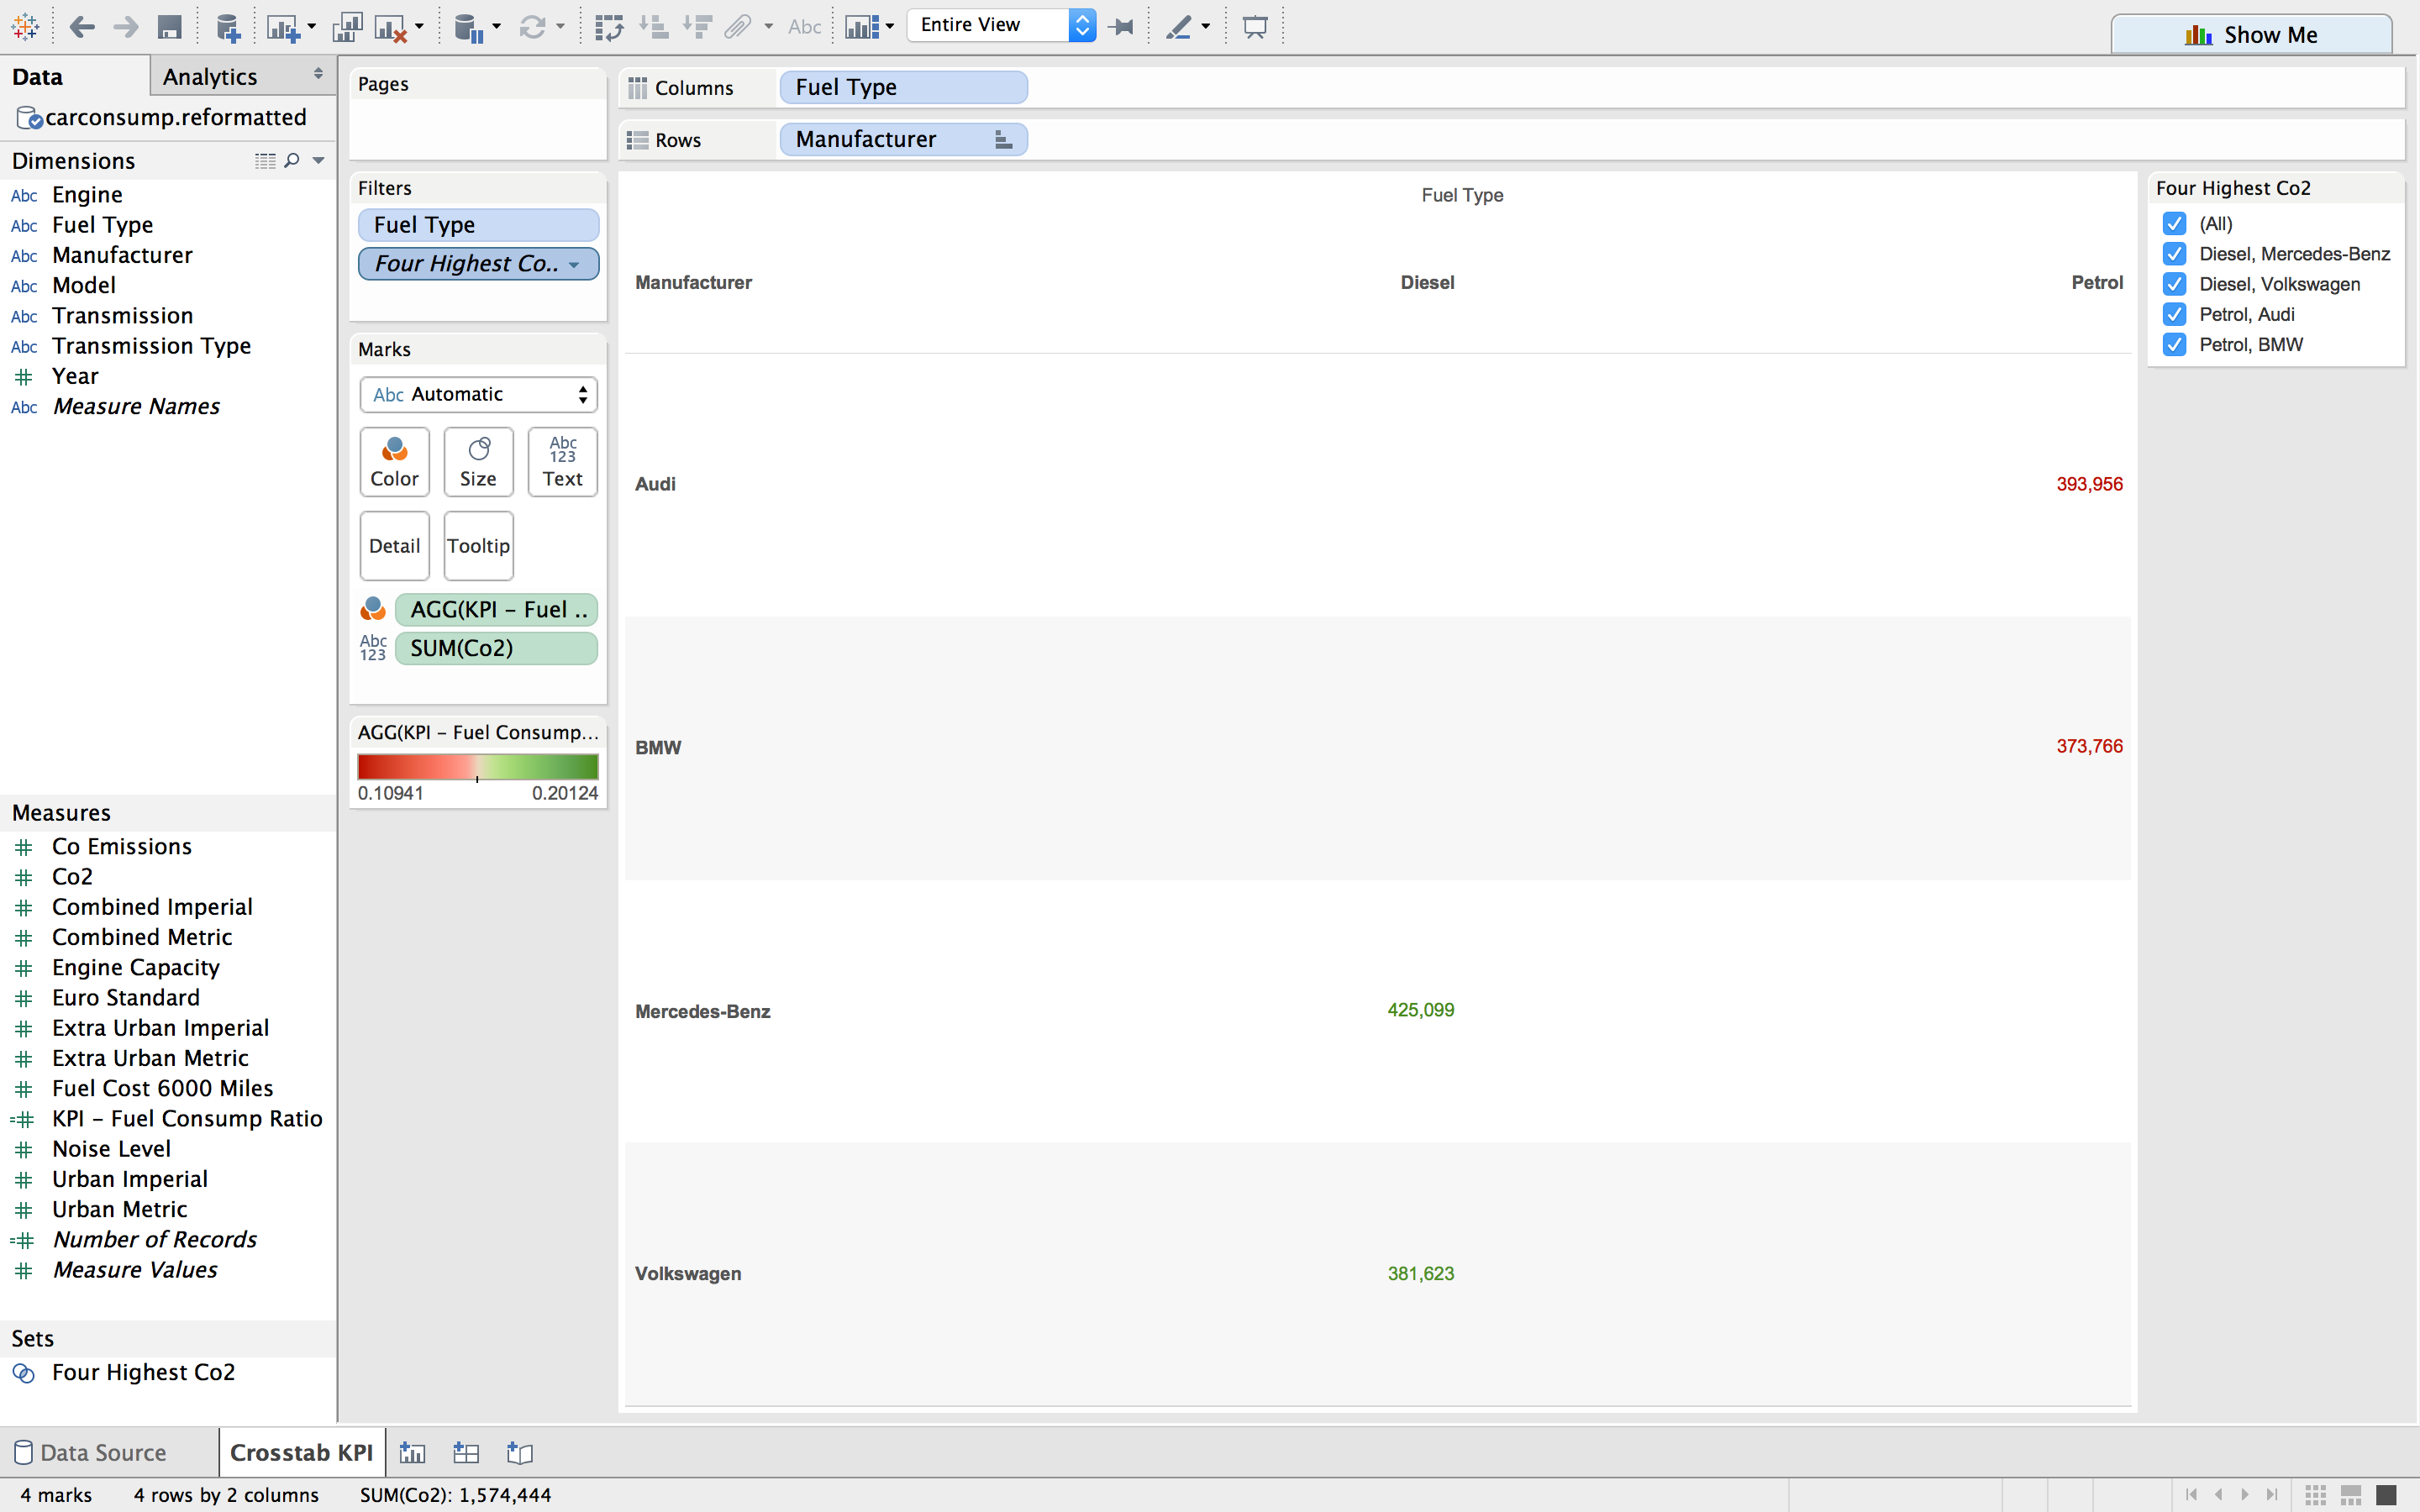 Abc
Entire View
Show Me
Data
Analytics
carconsump.reformatted
Dimensions
Abc Engine
Abc Fuel Type
Abc Manufacturer
Abc Model
Abc Transmission
Abc Transmission Type
# Year
Abc Measure Names
Measures
# Co Emissions
# Co2
# Combined Imperial
# Combined Metric
# Engine Capacity
# Euro Standard
# Extra Urban Imperial
# Extra Urban Metric
# Fuel Cost 6000 Miles
=# KPI – Fuel Consump Ratio
# Noise Level
# Urban Imperial
# Urban Metric
=# Number of Records
# Measure Values
Sets
Four Highest Co2
Pages
Filters
Fuel Type
Four Highest Co..
Marks
Abc Automatic
Color
Size
Abc
123
Text
Detail
Tooltip
AGG(KPI – Fuel ..
Abc
123
SUM(Co2)
AGG(KPI – Fuel Consump...
0.10941 0.20124
Columns Fuel Type
Rows Manufacturer
Fuel Type
Manufacturer Diesel Petrol
Audi 393,956
BMW 373,766
Mercedes-Benz 425,099
Volkswagen 381,623
Four Highest Co2
(All)
Diesel, Mercedes-Benz
Diesel, Volkswagen
Petrol, Audi
Petrol, BMW
Data Source
Crosstab KPI
4 marks 4 rows by 2 columns SUM(Co2): 1,574,444